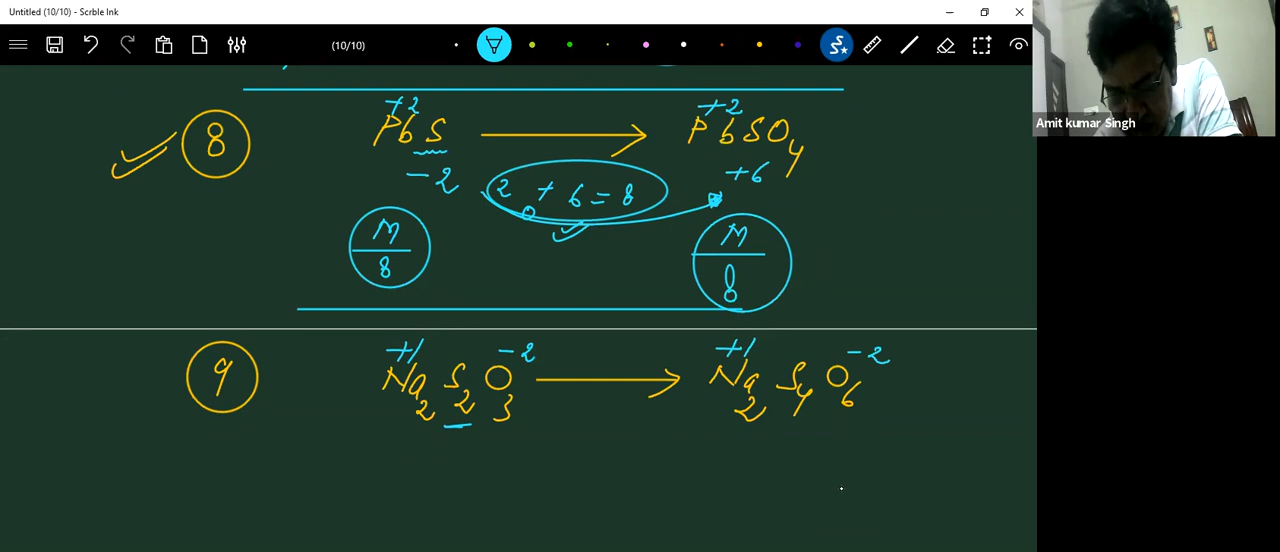 Untitled (10/10) - Scrble Ink
(10/10)
Amit kumar Singh
+2 +2
8 PbS → PbSO4
-2 +6
2 + 6 = 8
M/8 M/8
+1 -2 +1 -2
9 Na2S2O3 → Na2S4O6